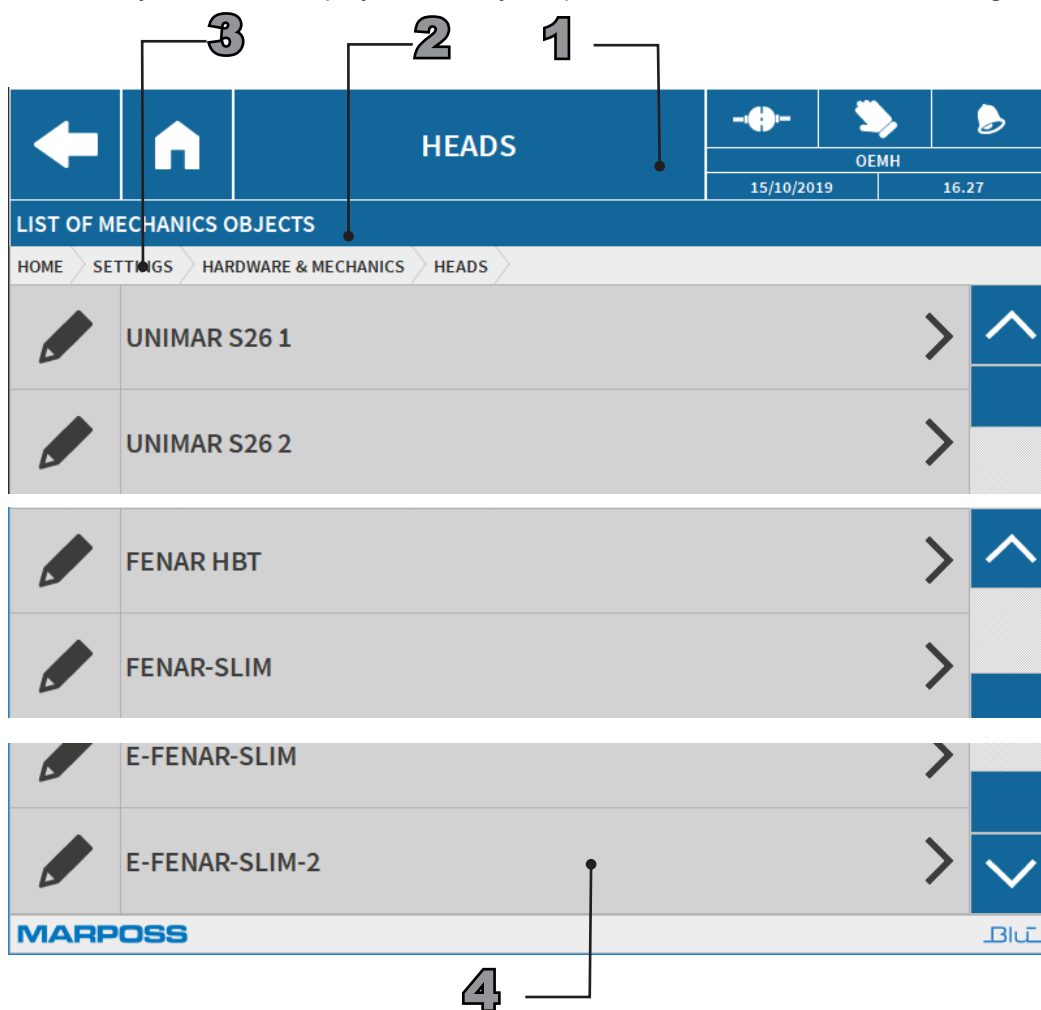 3 2 1
HEADS
OEMH
15/10/2019 16.27
LIST OF MECHANICS OBJECTS
HOME SETTINGS HARDWARE & MECHANICS HEADS
UNIMAR S26 1
UNIMAR S26 2
FENAR HBT
FENAR-SLIM
E-FENAR-SLIM
E-FENAR-SLIM-2
MARPOSS Blú
4